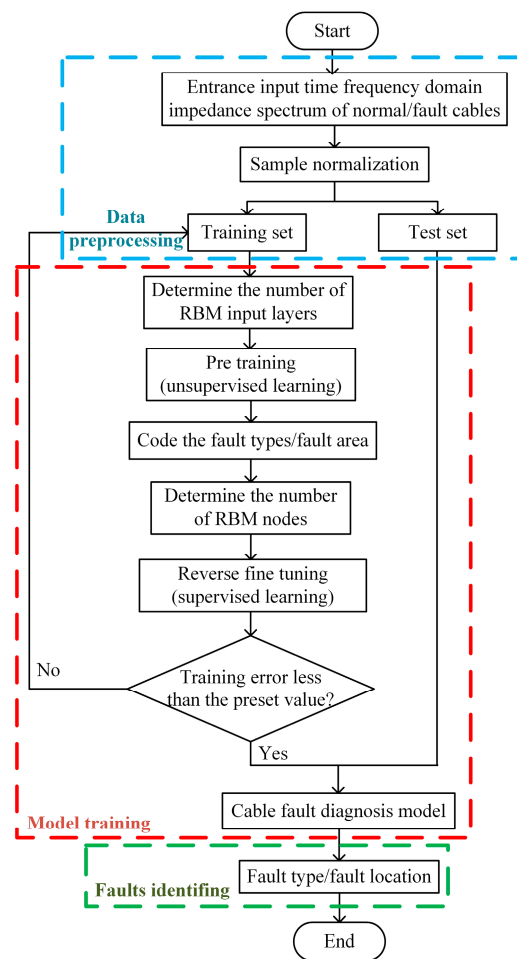 Start
Entrance input time frequency domain
impedance spectrum of normal/fault cables
Sample normalization
Data
preprocessing
Training set
Test set
Determine the number of
RBM input layers
Pre training
(unsupervised learning)
Code the fault types/fault area
Determine the number
of RBM nodes
Reverse fine tuning
(supervised learning)
No
Training error less
than the preset value?
Yes
Cable fault diagnosis model
Model training
Fault type/fault location
Faults identifing
End